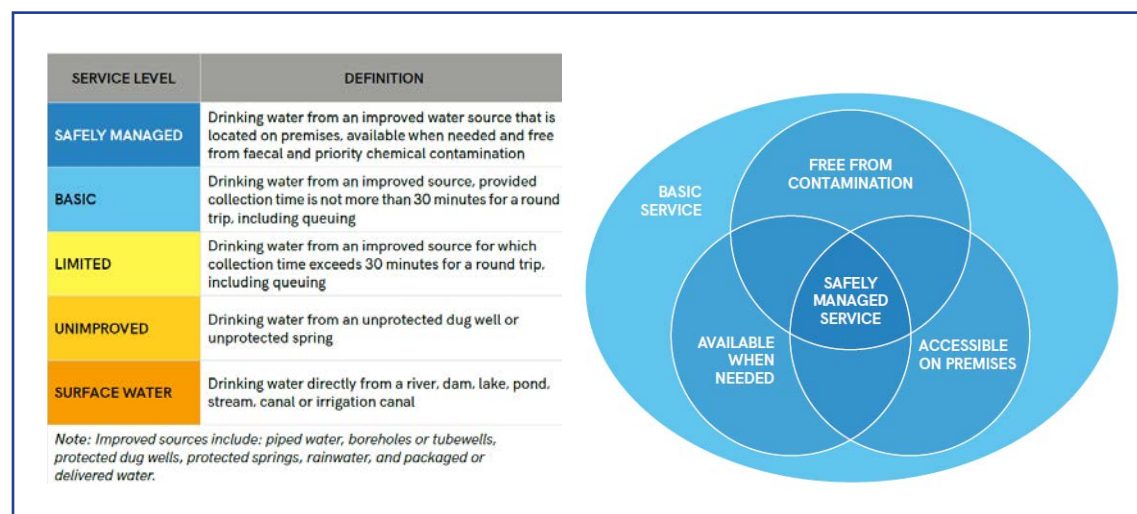 SERVICE LEVEL
DEFINITION
SAFELY MANAGED
Drinking water from an improved water source that is
located on premises, available when needed and free
from faecal and priority chemical contamination
BASIC
Drinking water from an improved source, provided
collection time is not more than 30 minutes for a round
trip, including queuing
LIMITED
Drinking water from an improved source for which
collection time exceeds 30 minutes for a round trip,
including queuing
UNIMPROVED
Drinking water from an unprotected dug well or
unprotected spring
SURFACE WATER
Drinking water directly from a river, dam, lake, pond,
stream, canal or irrigation canal
Note: Improved sources include: piped water, boreholes or tubewells,
protected dug wells, protected springs, rainwater, and packaged or
delivered water.
FREE FROM
CONTAMINATION
BASIC
SERVICE
SAFELY
MANAGED
SERVICE
AVAILABLE
WHEN
NEEDED
ACCESSIBLE
ON PREMISES